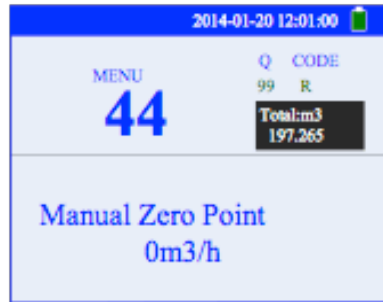 2014-01-20 12:01:00
MENU
44
Q CODE
99 R
Total:m3
197.265
Manual Zero Point
0m3/h